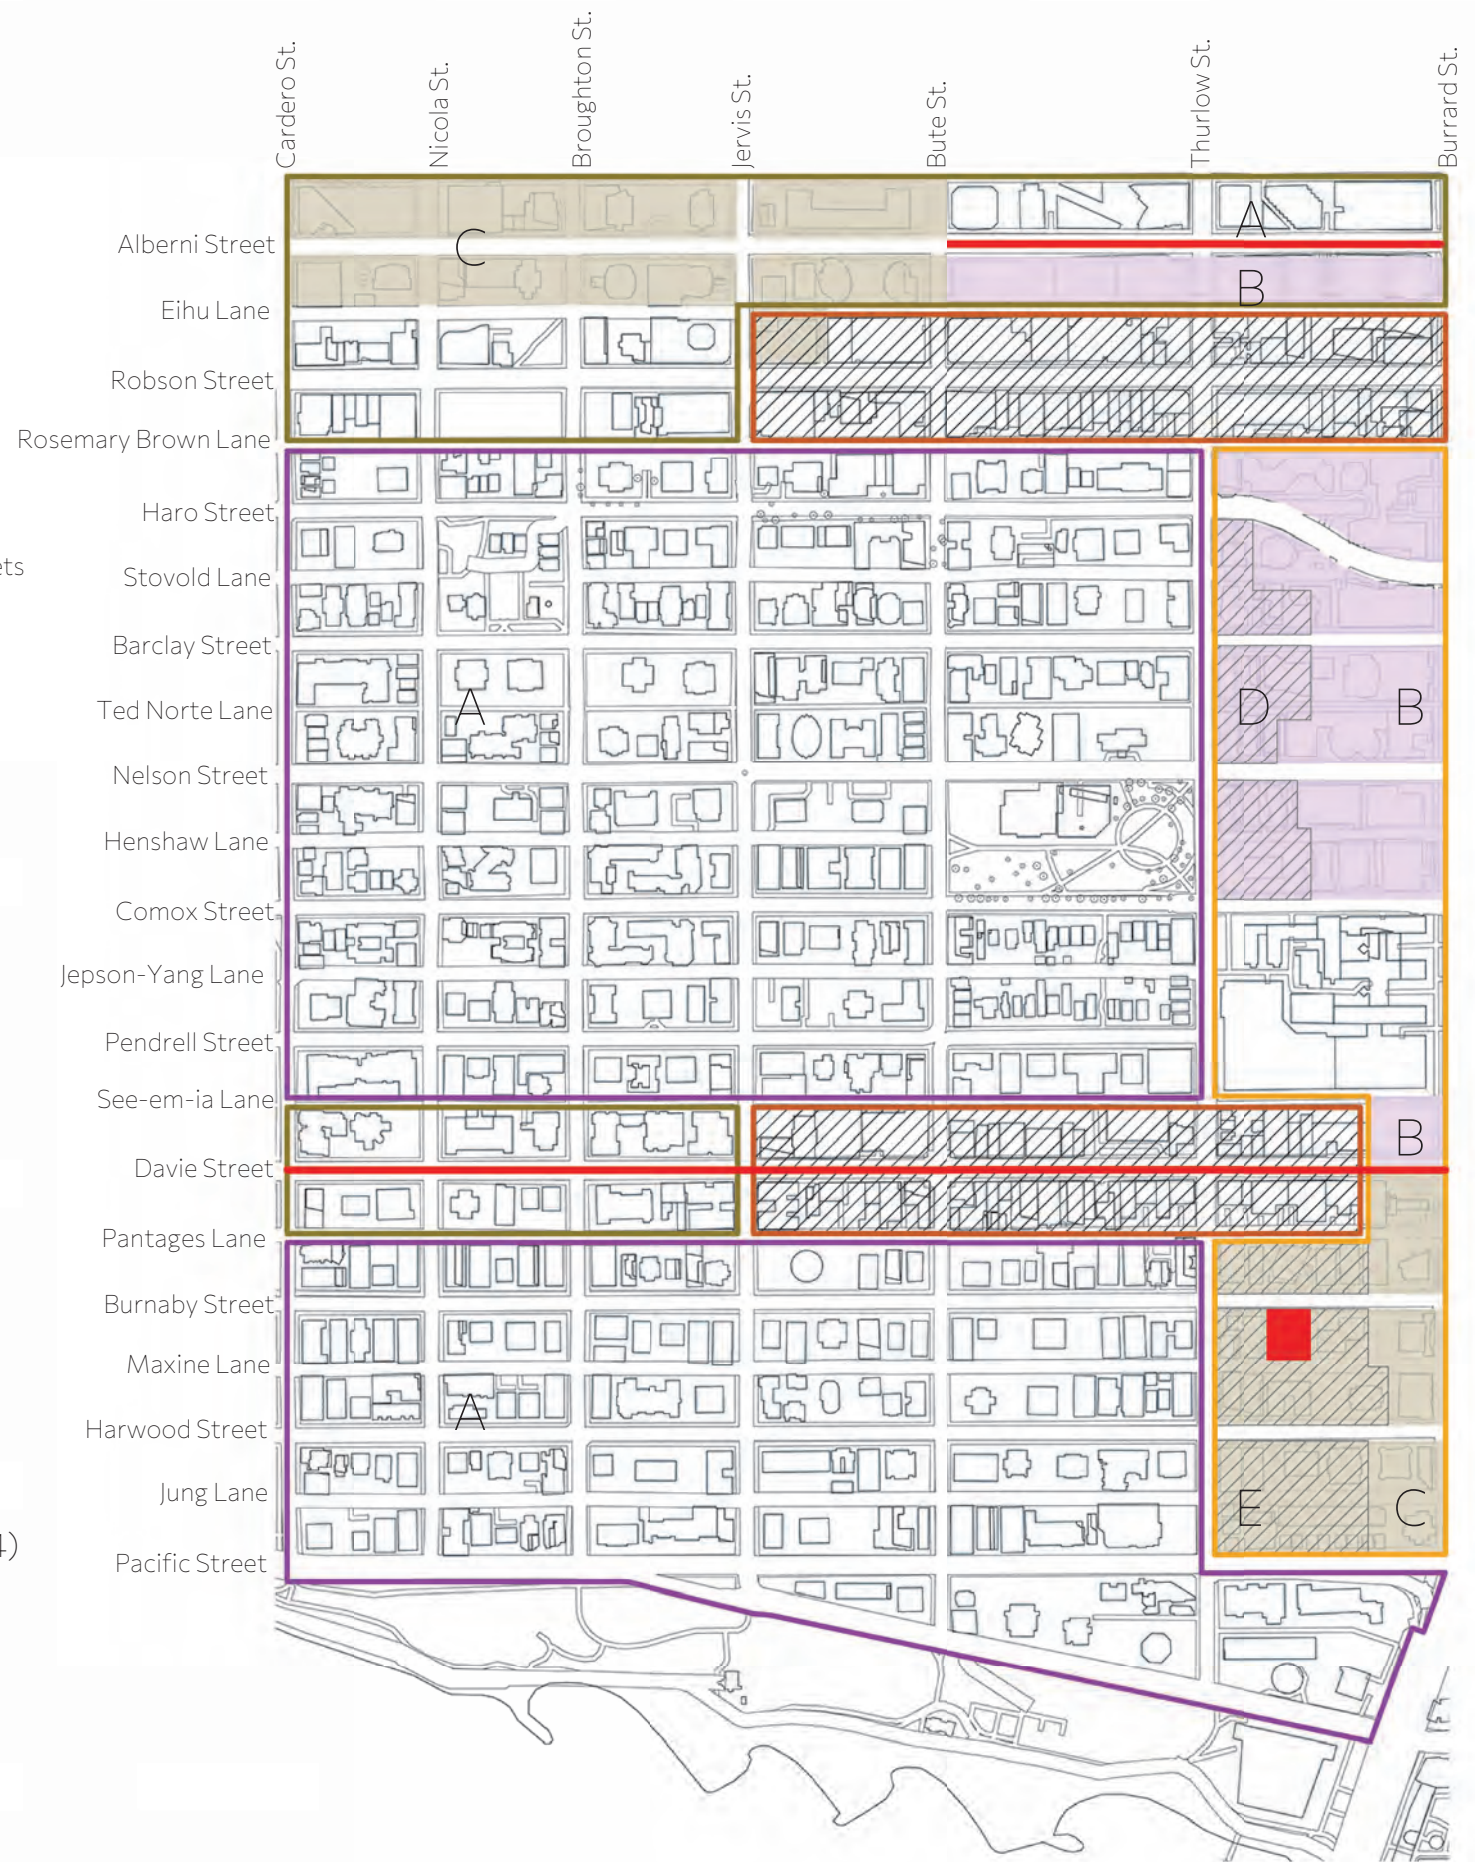 Cardero St.
Nicola St.
Broughton St.
Jervis St.
Bute St.
Thurlow St.
Burrard St.
A
Alberni Street
C
B
Eihu Lane
Robson Street
Rosemary Brown Lane
Haro Street
ets
Stovold Lane
Barclay Street
A
D
B
Ted Norte Lane
Nelson Street
Henshaw Lane
Comox Street
Jepson-Yang Lane
Pendrell Street
See-em-ia Lane
B
Davie Street
Pantages Lane
Burnaby Street
Maxine Lane
A
Harwood Street
Jung Lane
E
C
4)
Pacific Street